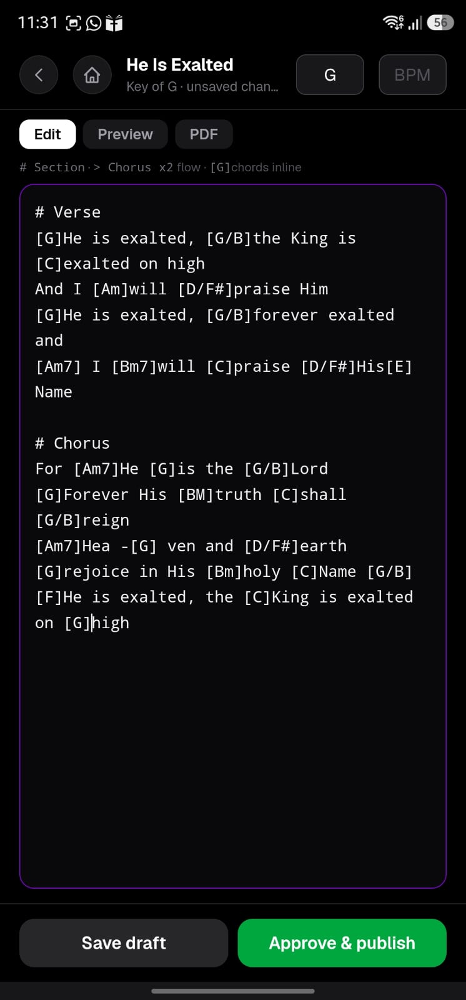 11:31
6
56
He Is Exalted
Key of G · unsaved chan...
G
BPM
Edit
Preview
PDF
# Section · > Chorus x2 flow · [G]chords inline
# Verse
[G]He is exalted, [G/B]the King is
[C]exalted on high
And I [Am]will [D/F#]praise Him
[G]He is exalted, [G/B]forever exalted
and
[Am7] I [Bm7]will [C]praise [D/F#]His[E]
Name
# Chorus
For [Am7]He [G]is the [G/B]Lord
[G]Forever His [BM]truth [C]shall
[G/B]reign
[Am7]Hea -[G] ven and [D/F#]earth
[G]rejoice in His [Bm]holy [C]Name [G/B]
[F]He is exalted, the [C]King is exalted
on [G]high
Save draft
Approve & publish